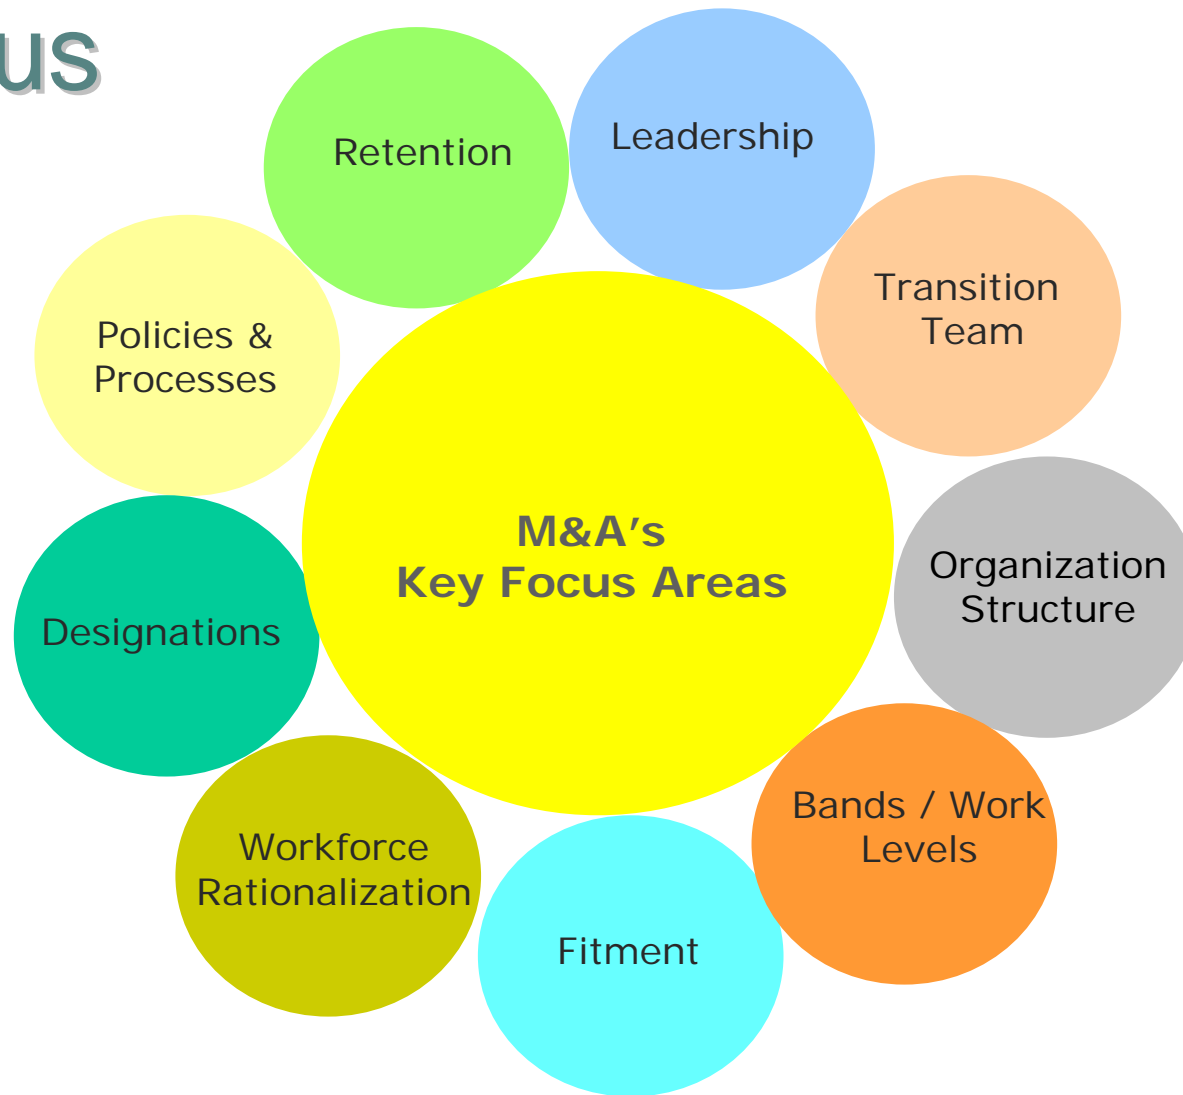 us
Retention
Leadership
Transition
Team
Policies &
Processes
M&A's
Key Focus Areas
Organization
Structure
Designations
Bands / Work
Levels
Workforce
Rationalization
Fitment